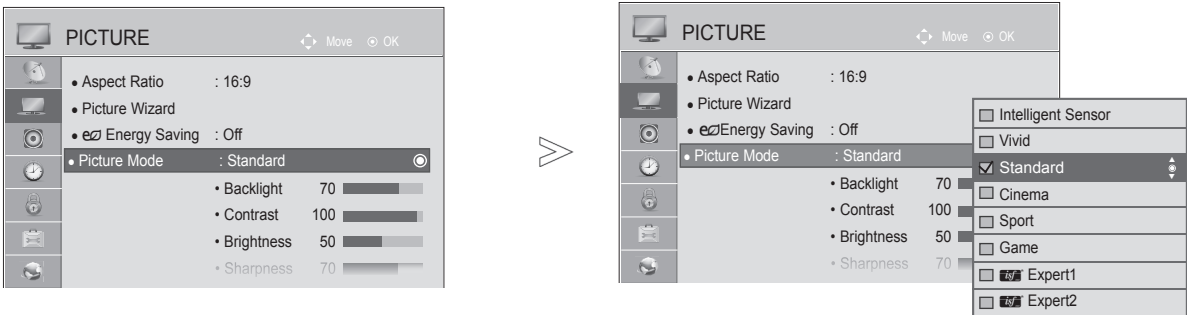 PICTURE
Move OK
• Aspect Ratio : 16:9
• Picture Wizard
• Energy Saving : Off
• Picture Mode : Standard
• Backlight 70
• Contrast 100
• Brightness 50
• Sharpness 70
PICTURE
Move OK
• Aspect Ratio : 16:9
• Picture Wizard
• Energy Saving : Off
• Picture Mode : Standard
• Backlight 70
• Contrast 100
• Brightness 50
• Sharpness 70
Intelligent Sensor
Vivid
Standard
Cinema
Sport
Game
isf Expert1
isf Expert2